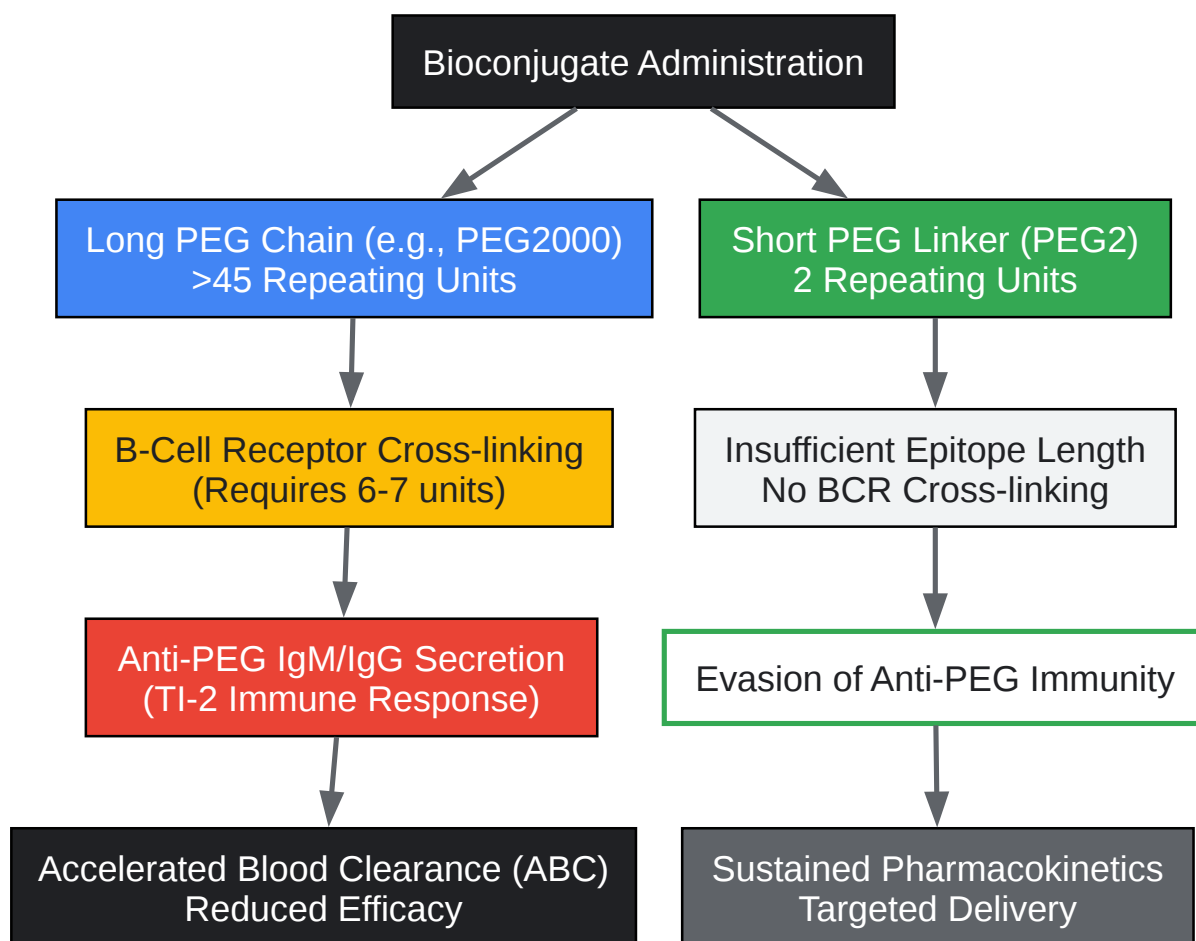 Bioconjugate Administration
Long PEG Chain (e.g., PEG2000)
>45 Repeating Units
Short PEG Linker (PEG2)
2 Repeating Units
B-Cell Receptor Cross-linking
(Requires 6-7 units)
Insufficient Epitope Length
No BCR Cross-linking
Anti-PEG IgM/IgG Secretion
(TI-2 Immune Response)
Evasion of Anti-PEG Immunity
Accelerated Blood Clearance (ABC)
Reduced Efficacy
Sustained Pharmacokinetics
Targeted Delivery